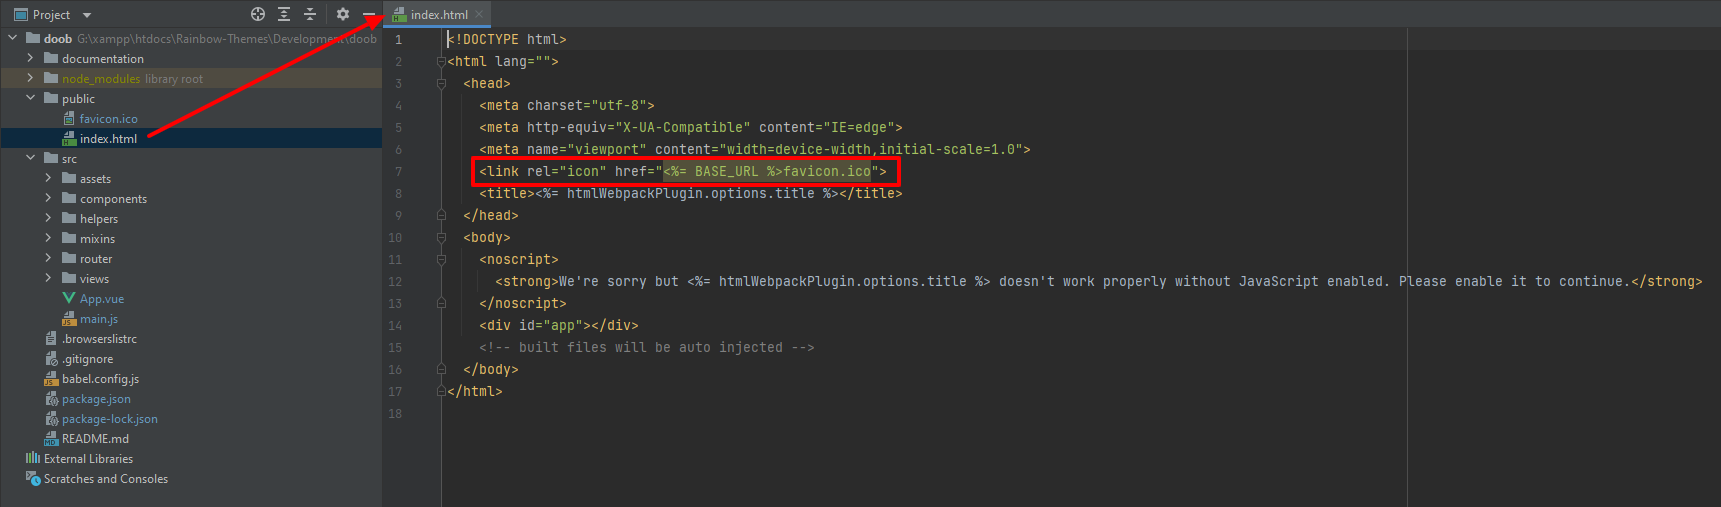 Project
doob G:\xampp\htdocs\Rainbow-Themes\Development\doob
documentation
node_modules library root
public
favicon.ico
index.html
src
assets
components
helpers
mixins
router
views
App.vue
main.js
.browserslistrc
.gitignore
babel.config.js
package.json
package-lock.json
README.md
External Libraries
Scratches and Consoles
index.html
1 <!DOCTYPE html>
2 <html lang="">
3 <head>
4 <meta charset="utf-8">
5 <meta http-equiv="X-UA-Compatible" content="IE=edge">
6 <meta name="viewport" content="width=device-width,initial-scale=1.0">
7 <link rel="icon" href="<%= BASE_URL %>favicon.ico">
8 <title><%= htmlWebpackPlugin.options.title %></title>
9 </head>
10 <body>
11 <noscript>
12 <strong>We're sorry but <%= htmlWebpackPlugin.options.title %> doesn't work properly without JavaScript enabled. Please enable it to continue.</strong>
13 </noscript>
14 <div id="app"></div>
15 <!-- built files will be auto injected -->
16 </body>
17 </html>
18